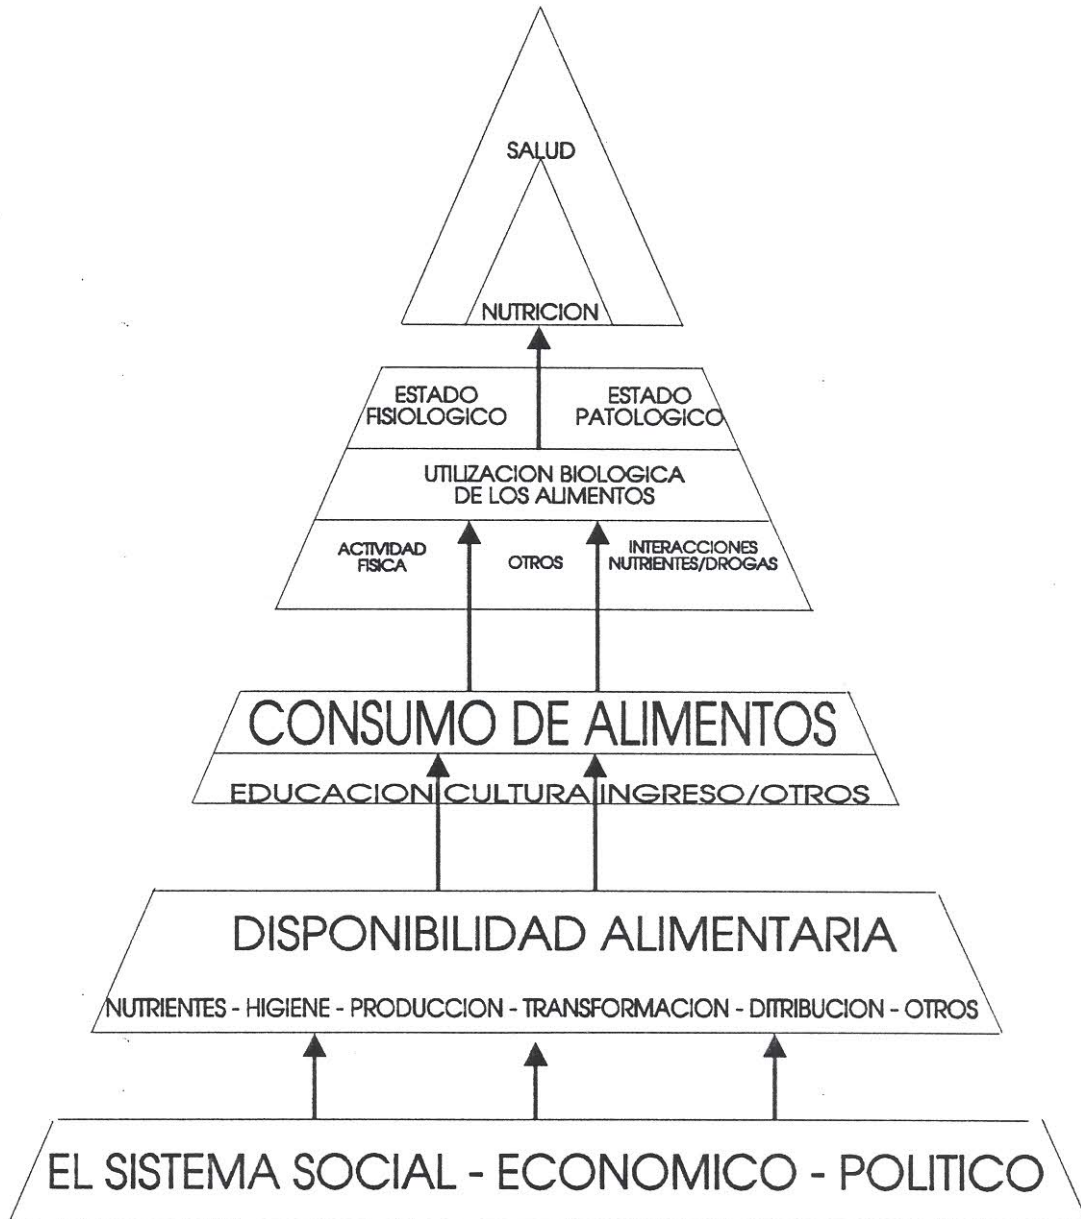 SALUD
NUTRICION
ESTADO
FISIOLOGICO
ESTADO
PATOLOGICO
UTILIZACION BIOLOGICA
DE LOS ALIMENTOS
ACTIVIDAD
FISICA
OTROS
INTERACCIONES
NUTRIENTES/DROGAS
CONSUMO DE ALIMENTOS
EDUCACION CULTURA INGRESO/OTROS
DISPONIBILIDAD ALIMENTARIA
NUTRIENTES - HIGIENE - PRODUCCION - TRANSFORMACION - DITRIBUCION - OTROS
EL SISTEMA SOCIAL - ECONOMICO - POLITICO